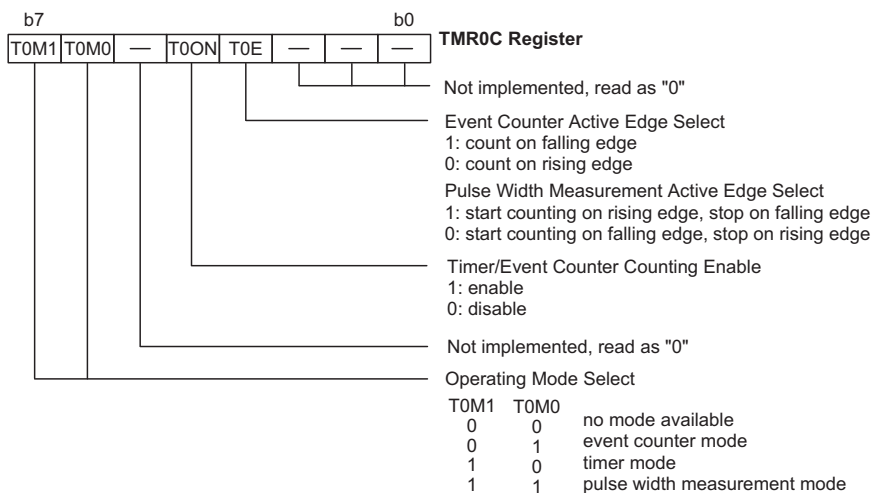 b7 b0
T0M1 T0M0 — T0ON T0E — — —
TMR0C Register
Not implemented, read as "0"
Event Counter Active Edge Select
1: count on falling edge
0: count on rising edge
Pulse Width Measurement Active Edge Select
1: start counting on rising edge, stop on falling edge
0: start counting on falling edge, stop on rising edge
Timer/Event Counter Counting Enable
1: enable
0: disable
Not implemented, read as "0"
Operating Mode Select
T0M1 T0M0
0 0 no mode available
0 1 event counter mode
1 0 timer mode
1 1 pulse width measurement mode